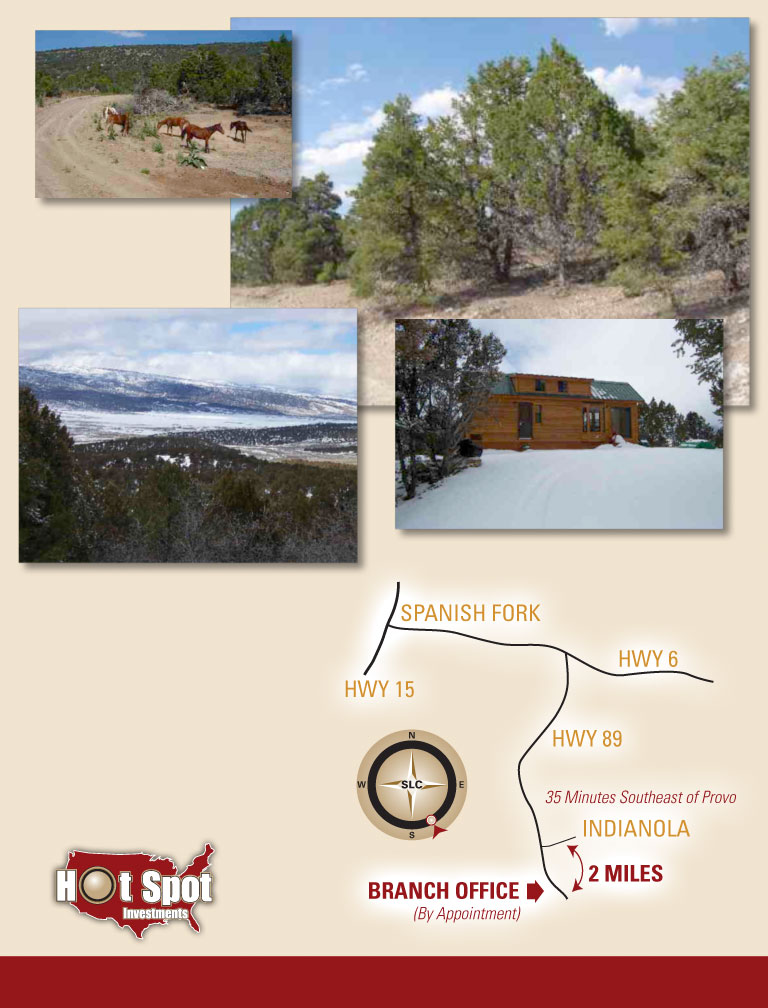 SPANISH FORK
HWY 6
HWY 15
HWY 89
N
W
SLC
E
S
35 Minutes Southeast of Provo
INDIANOLA
2 MILES
BRANCH OFFICE
(By Appointment)
Hot Spot
Investments